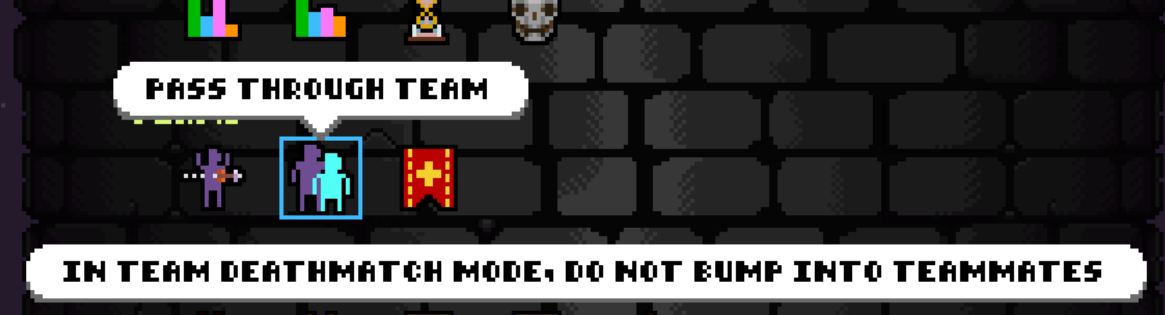 PASS THROUGH TEAM
IN TEAM DEATHMATCH MODE, DO NOT BUMP INTO TEAMMATES